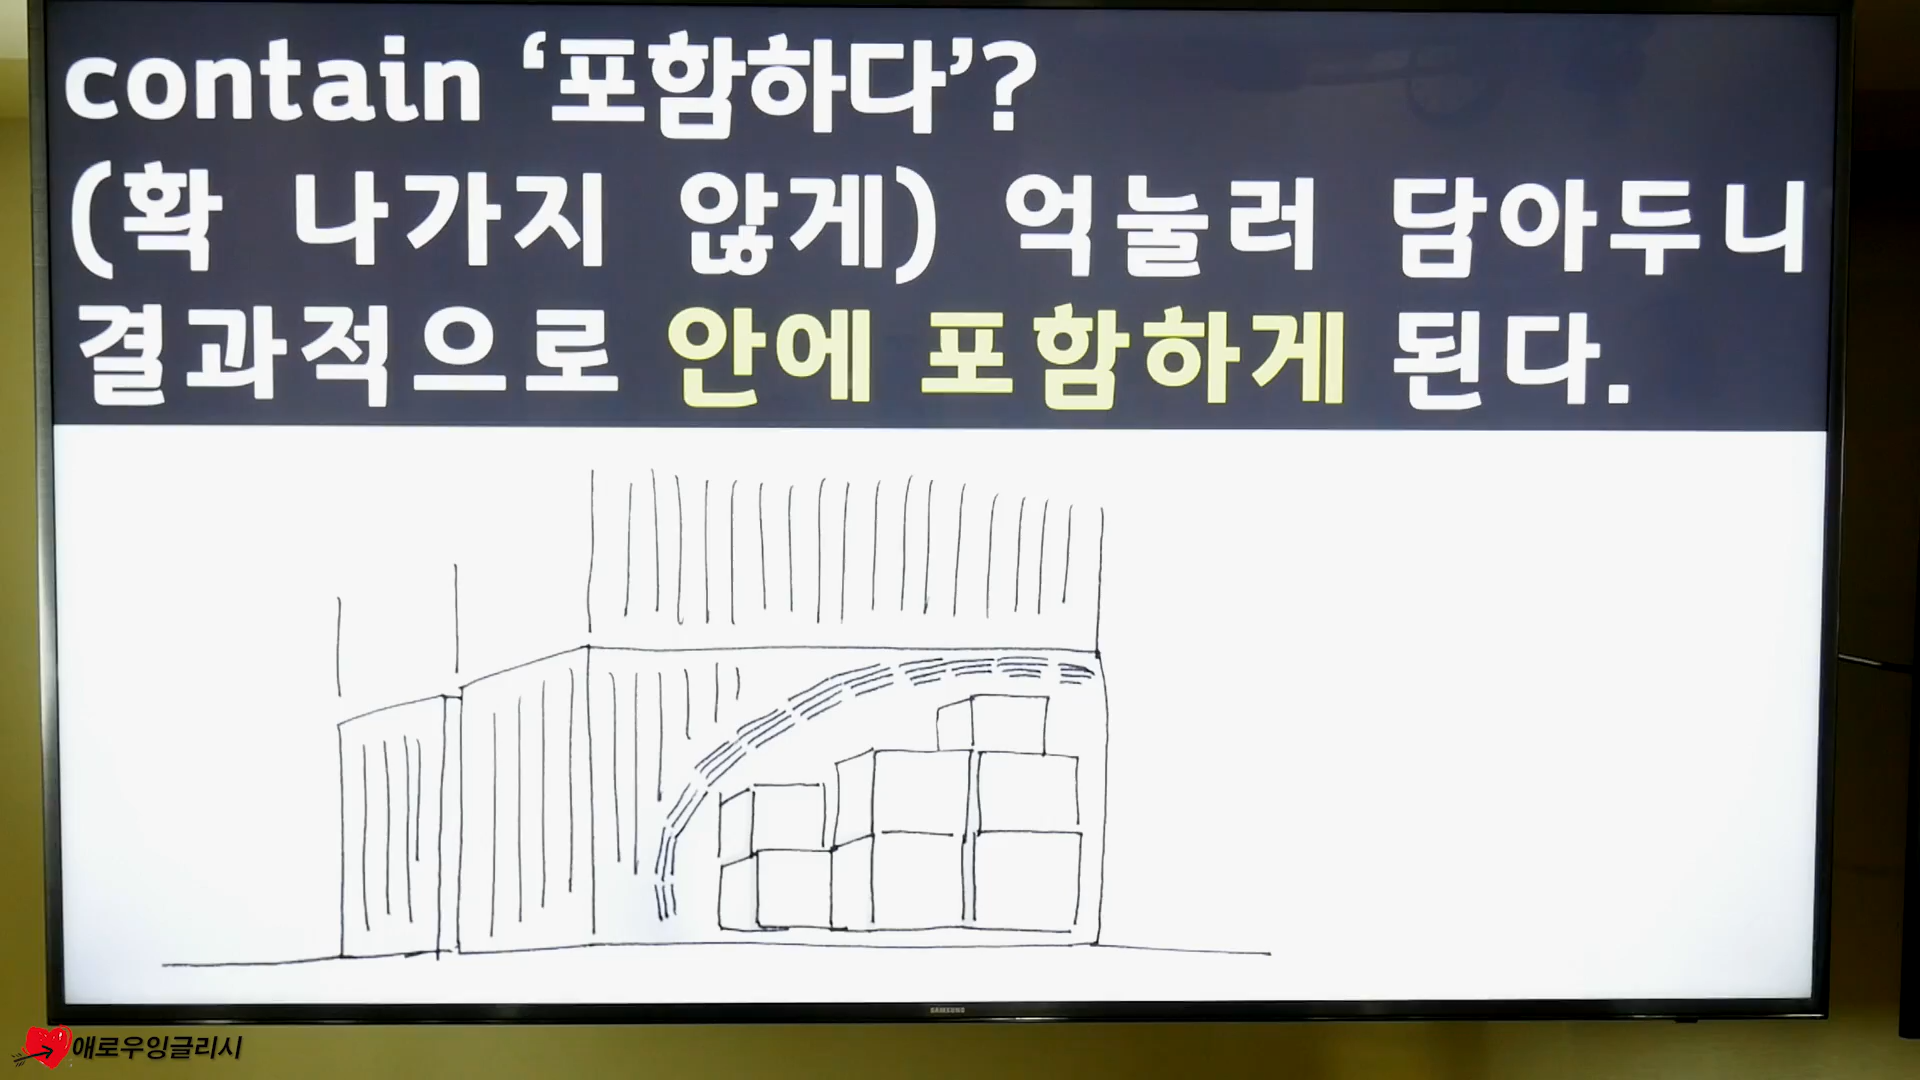 contain ‘포함하다’?
(확 나가지 않게) 억눌러 담아두니
결과적으로 안에 포함하게 된다.
SAMSUNG
애로우잉글리시